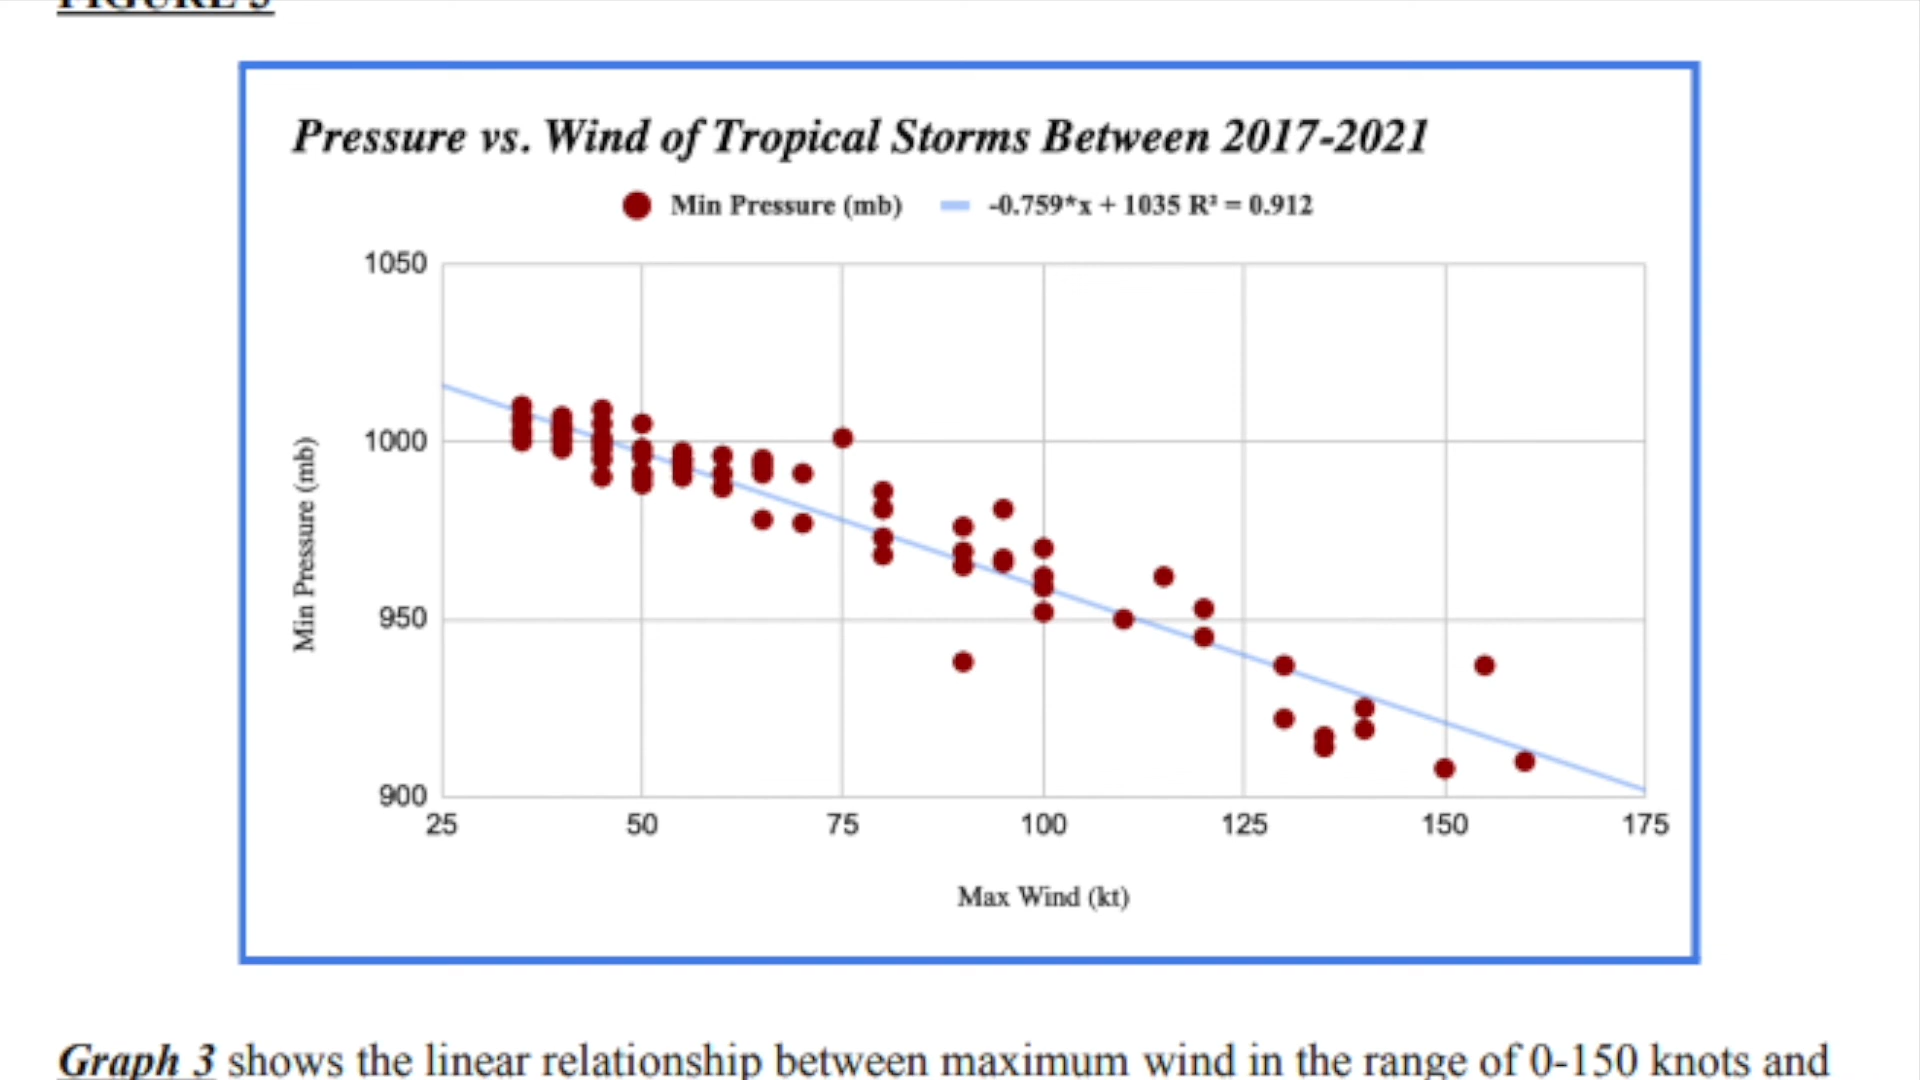 FIGURE 3
Pressure vs. Wind of Tropical Storms Between 2017-2021
Min Pressure (mb) -0.759*x + 1035 R² = 0.912
1050
1000
950
900
Min Pressure (mb)
25 50 75 100 125 150 175
Max Wind (kt)
Graph 3 shows the linear relationship between maximum wind in the range of 0-150 knots and